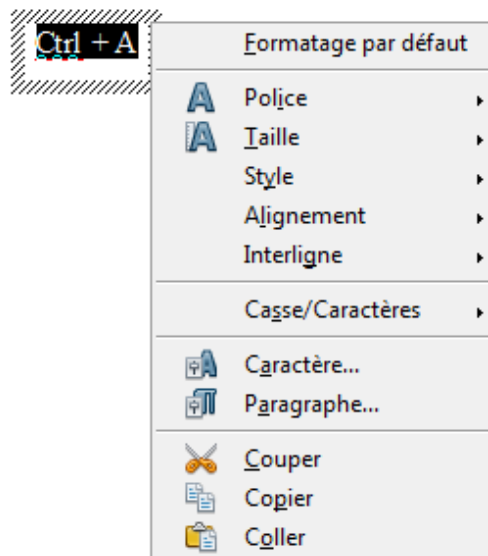 Ctrl + A
Formatage par défaut
Police
Taille
Style
Alignement
Interligne
Casse/Caractères
Caractère...
Paragraphe...
Couper
Copier
Coller